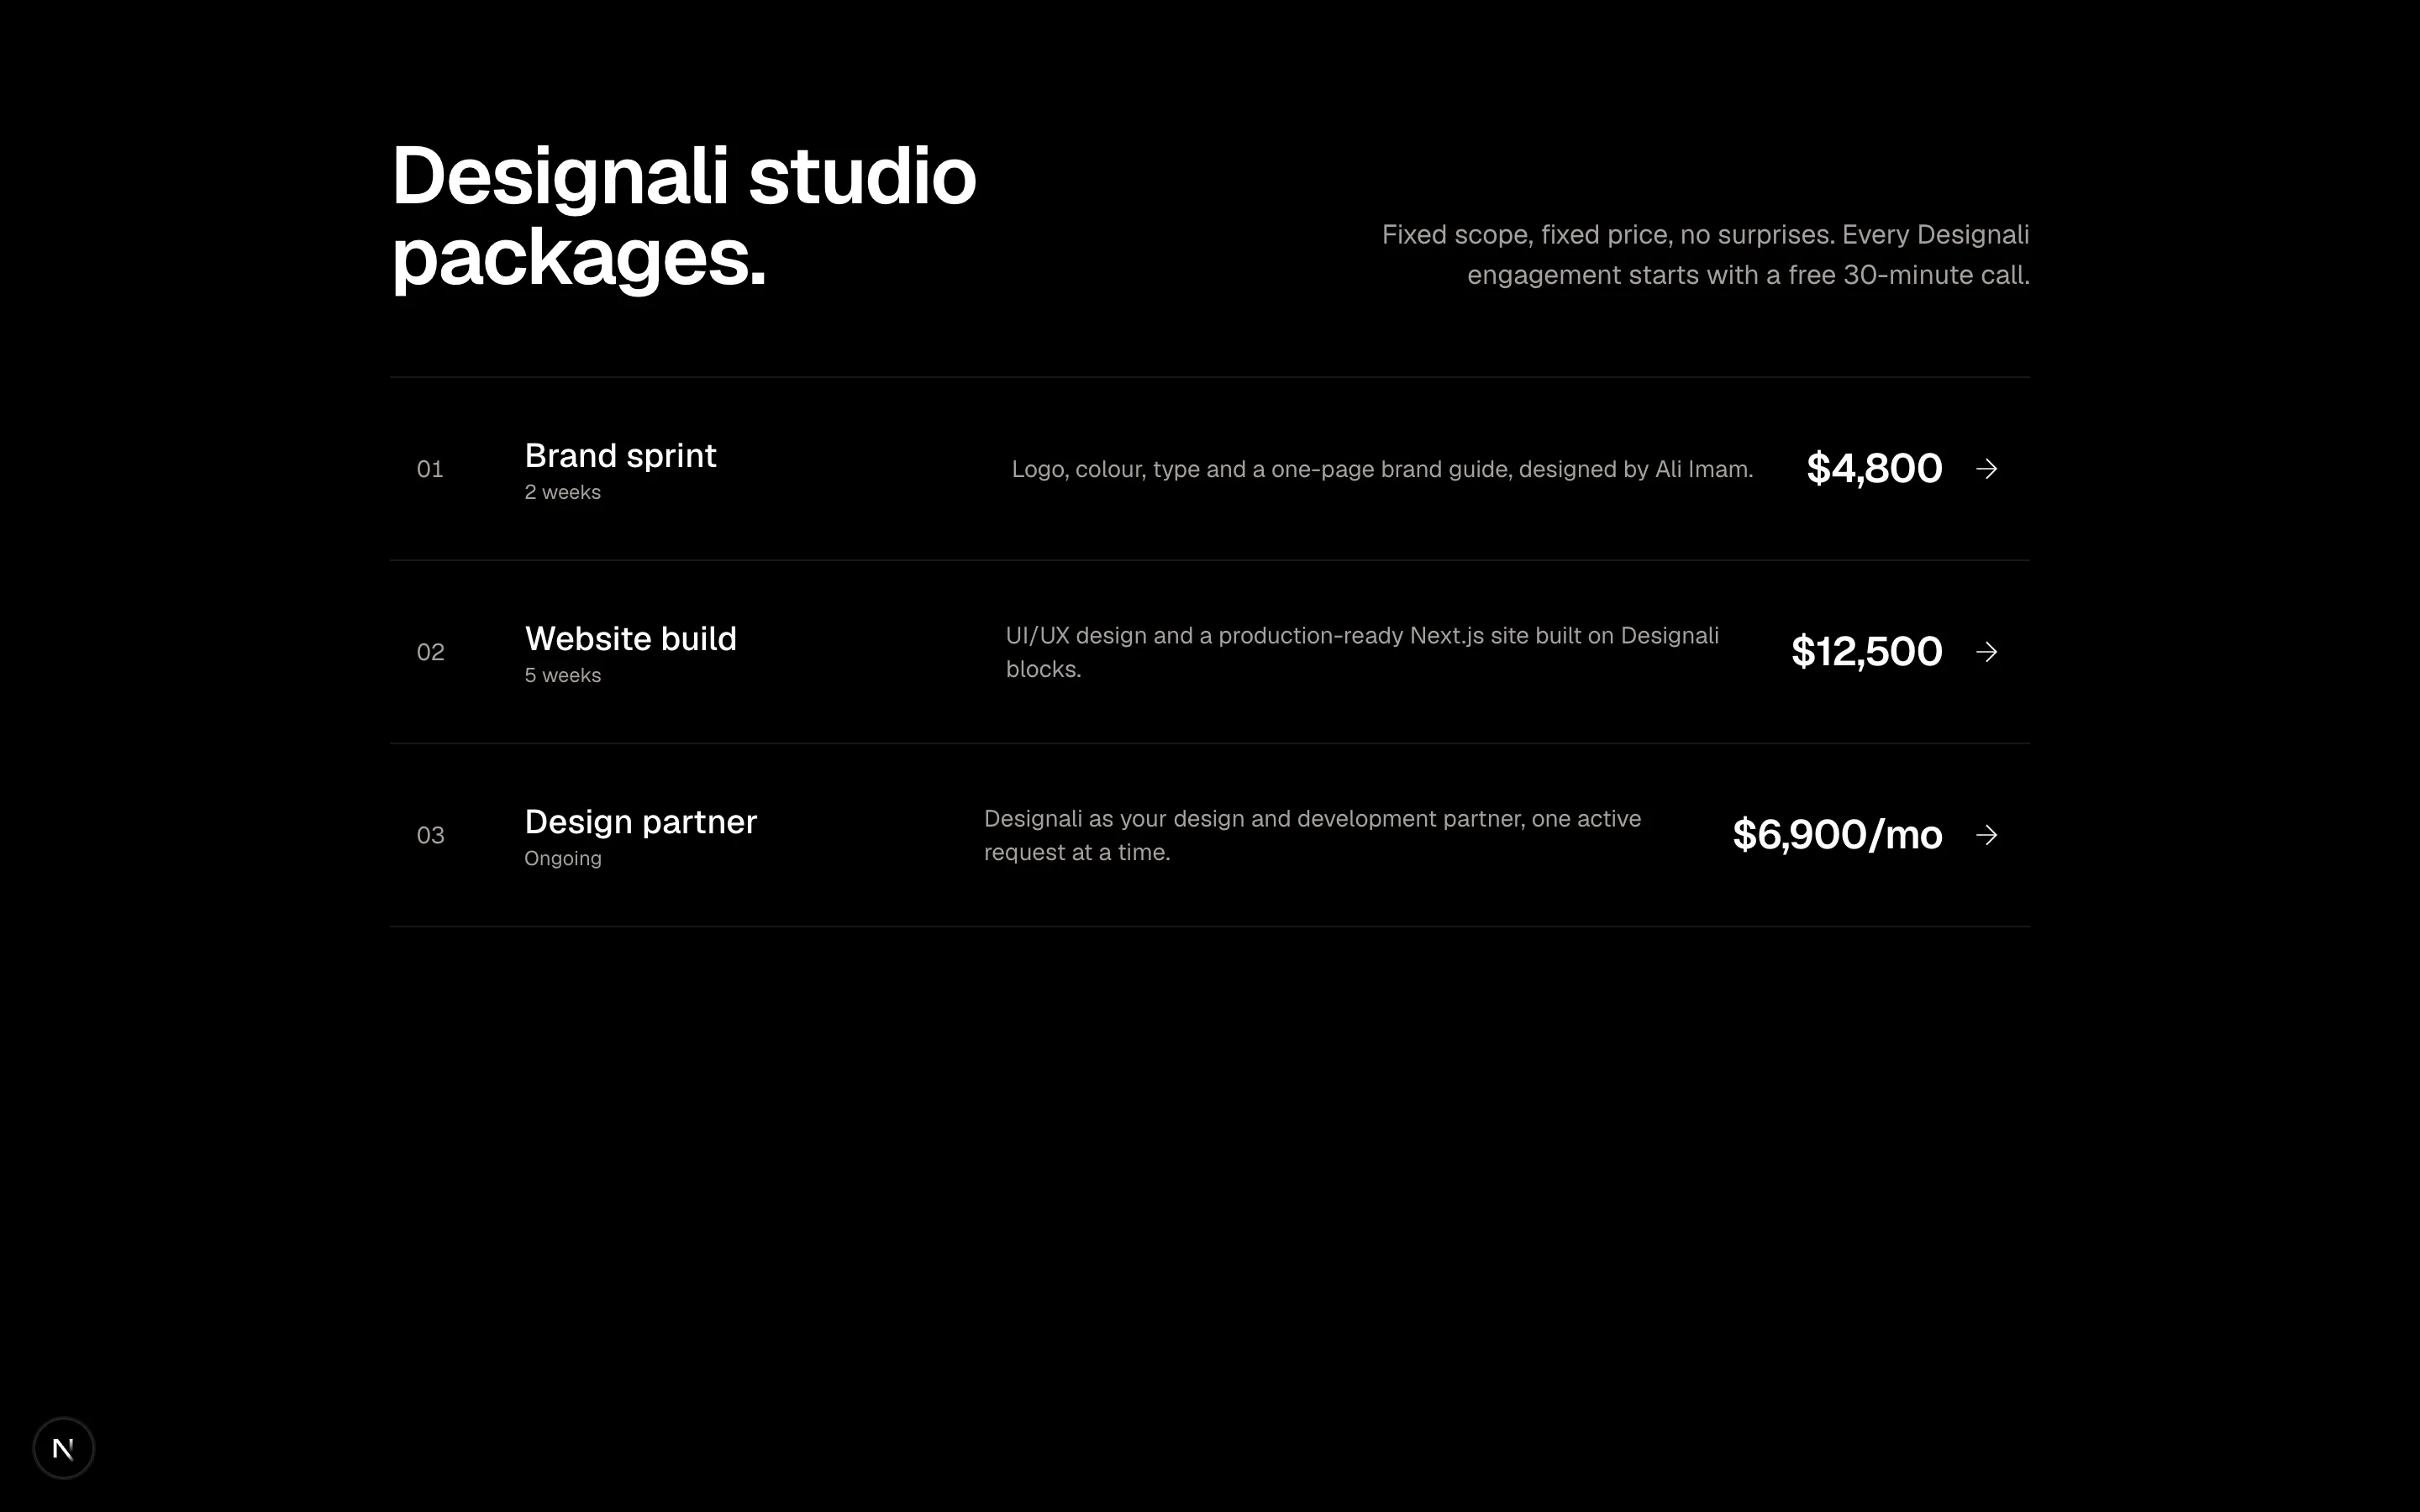 Designali studio
packages.
Fixed scope, fixed price, no surprises. Every Designali
engagement starts with a free 30-minute call.
01
Brand sprint
2 weeks
Logo, colour, type and a one-page brand guide, designed by Ali Imam.
$4,800
02
Website build
5 weeks
UI/UX design and a production-ready Next.js site built on Designali
blocks.
$12,500
03
Design partner
Ongoing
Designali as your design and development partner, one active
request at a time.
$6,900/mo
N